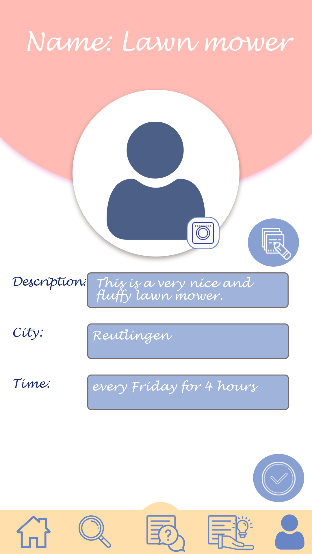 Name: Lawn mower
Description:
This is a very nice and
fluffy lawn mower.
City:
Reutlingen
Time:
every Friday for 4 hours
?